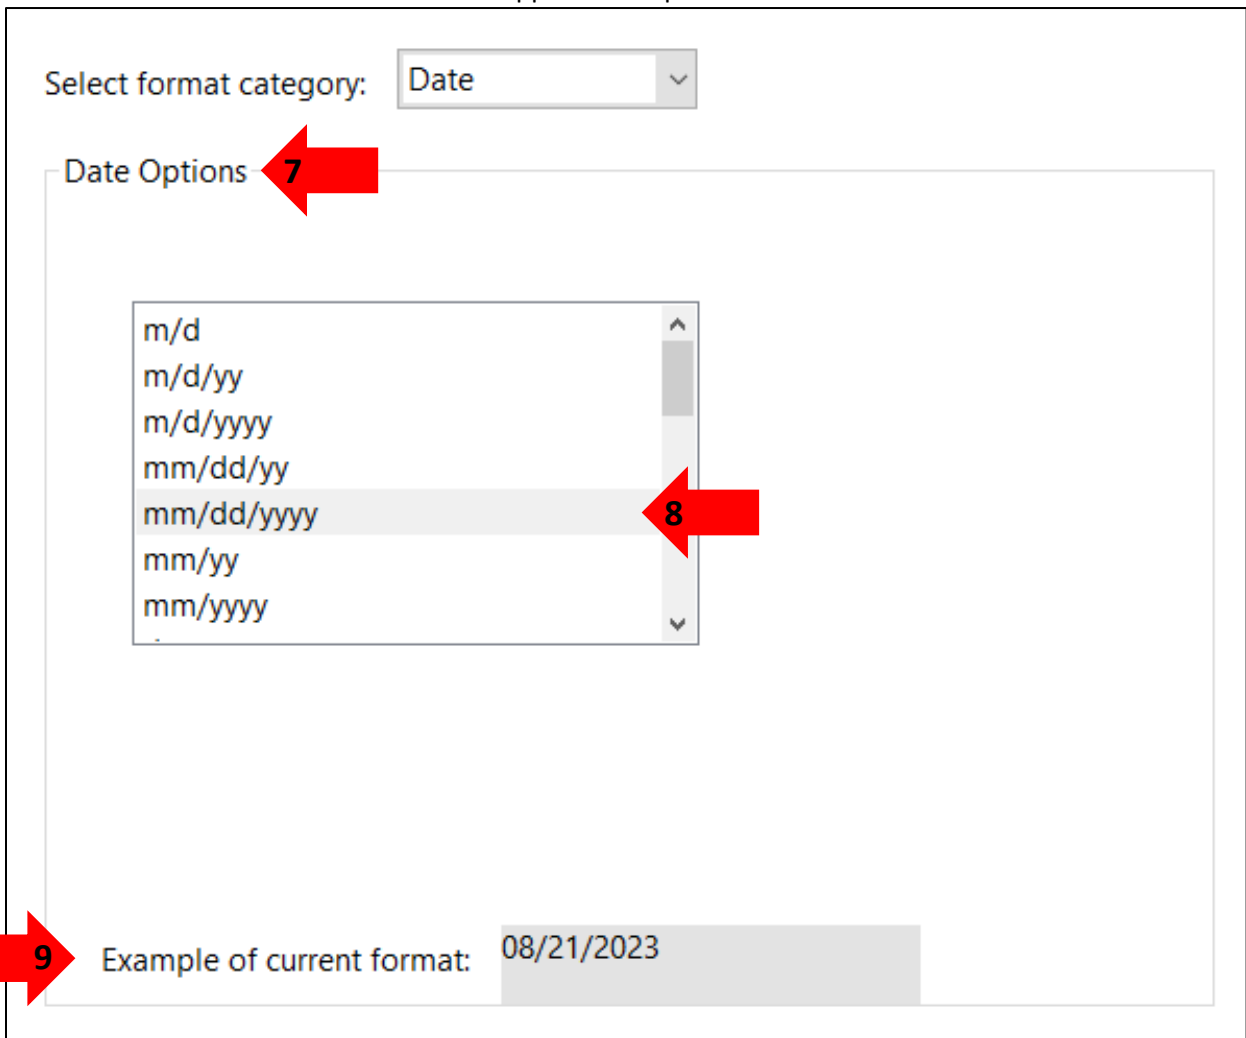 Select format category: Date
Date Options 7
m/d
m/d/yy
m/d/yyyy
mm/dd/yy
mm/dd/yyyy 8
mm/yy
mm/yyyy
9 Example of current format: 08/21/2023